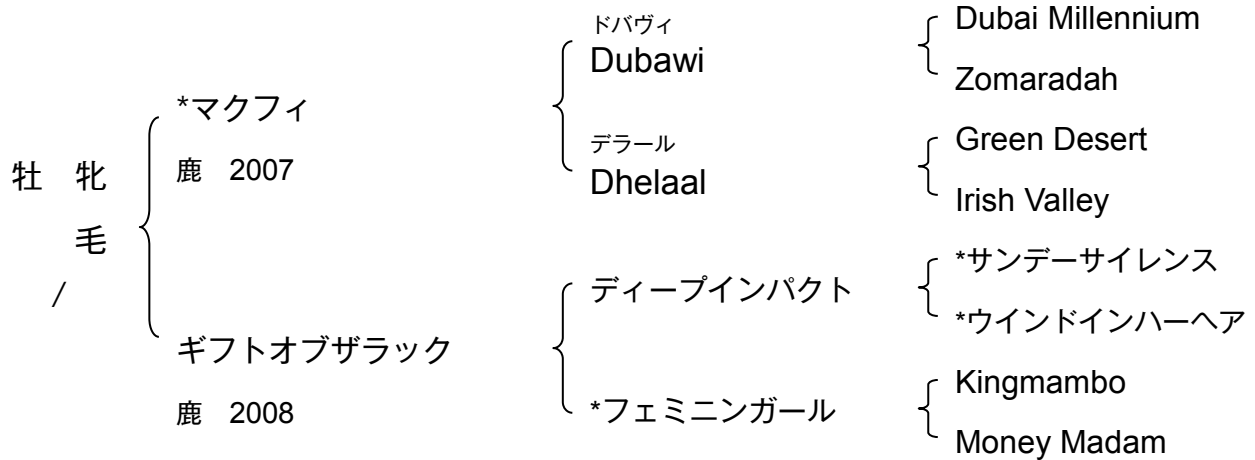 牡 牝
毛
/
*マクフィ
鹿 2007
ギフトオブザラック
鹿 2008
ドバヴィ
Dubawi
デラール
Dhelaal
ディープインパクト
*フェミニンガール
Dubai Millennium
Zomaradah
Green Desert
Irish Valley
*サンデーサイレンス
*ウインドインハーヘア
Kingmambo
Money Madam